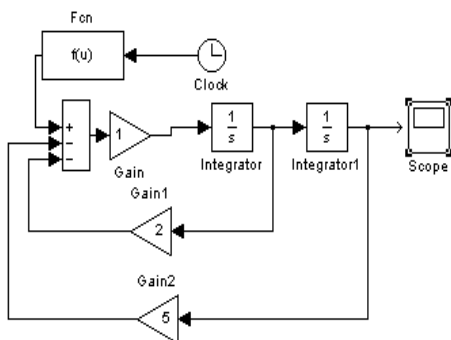 Fcn
f(u)
Clock
+
−
−
1
Gain
1
s
Integrator
1
s
Integrator1
Scope
Gain1
2
Gain2
5